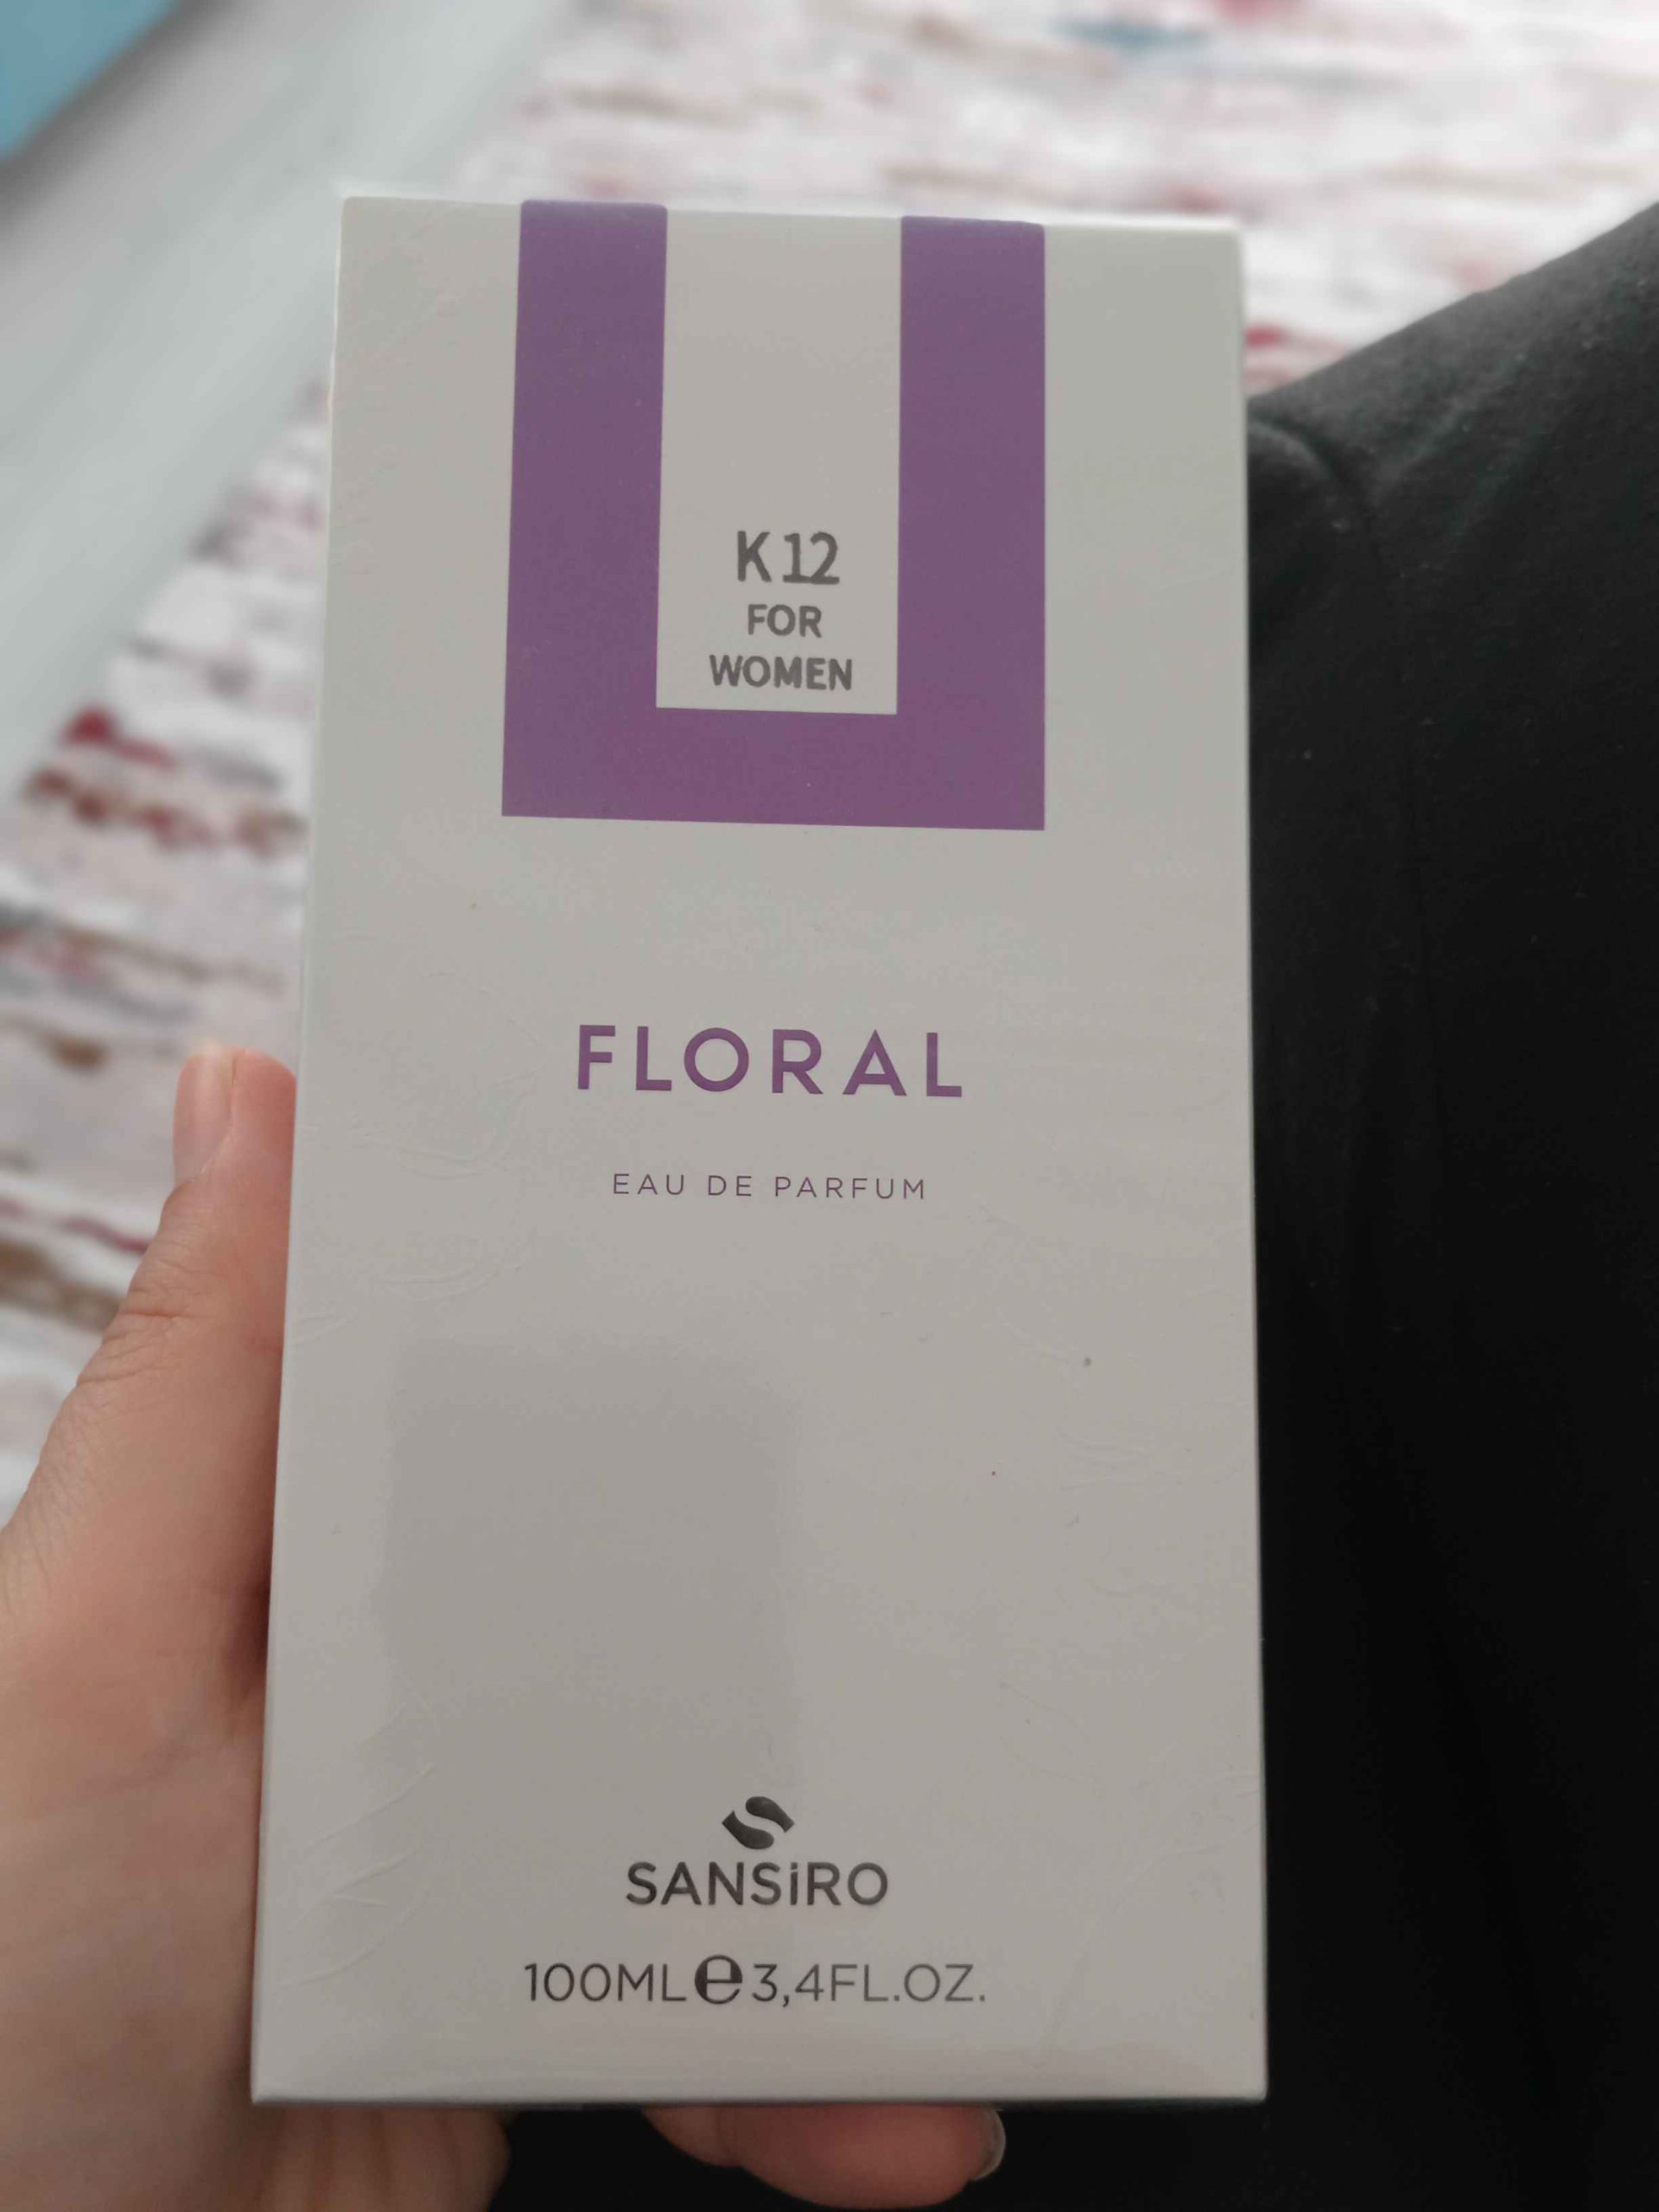 K12
FOR
WOMEN
FLORAL
EAU DE PARFUM
SANSiRO
100ML℮3,4FL.OZ.